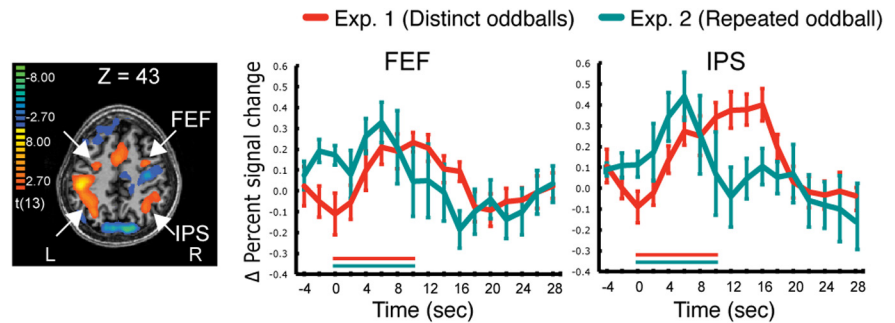 Exp. 1 (Distinct oddballs) Exp. 2 (Repeated oddball)
Z = 43
-8.00
-2.70
8.00
2.70
t(13)
FEF
IPS
L
R
FEF
Δ Percent signal change
0.6
0.5
0.4
0.3
0.2
0.1
0.0
-0.1
-0.2
-0.3
-0.4
-4 0 4 8 12 16 20 24 28
Time (sec)
IPS
0.6
0.5
0.4
0.3
0.2
0.1
0.0
-0.1
-0.2
-0.3
-0.4
-4 0 4 8 12 16 20 24 28
Time (sec)